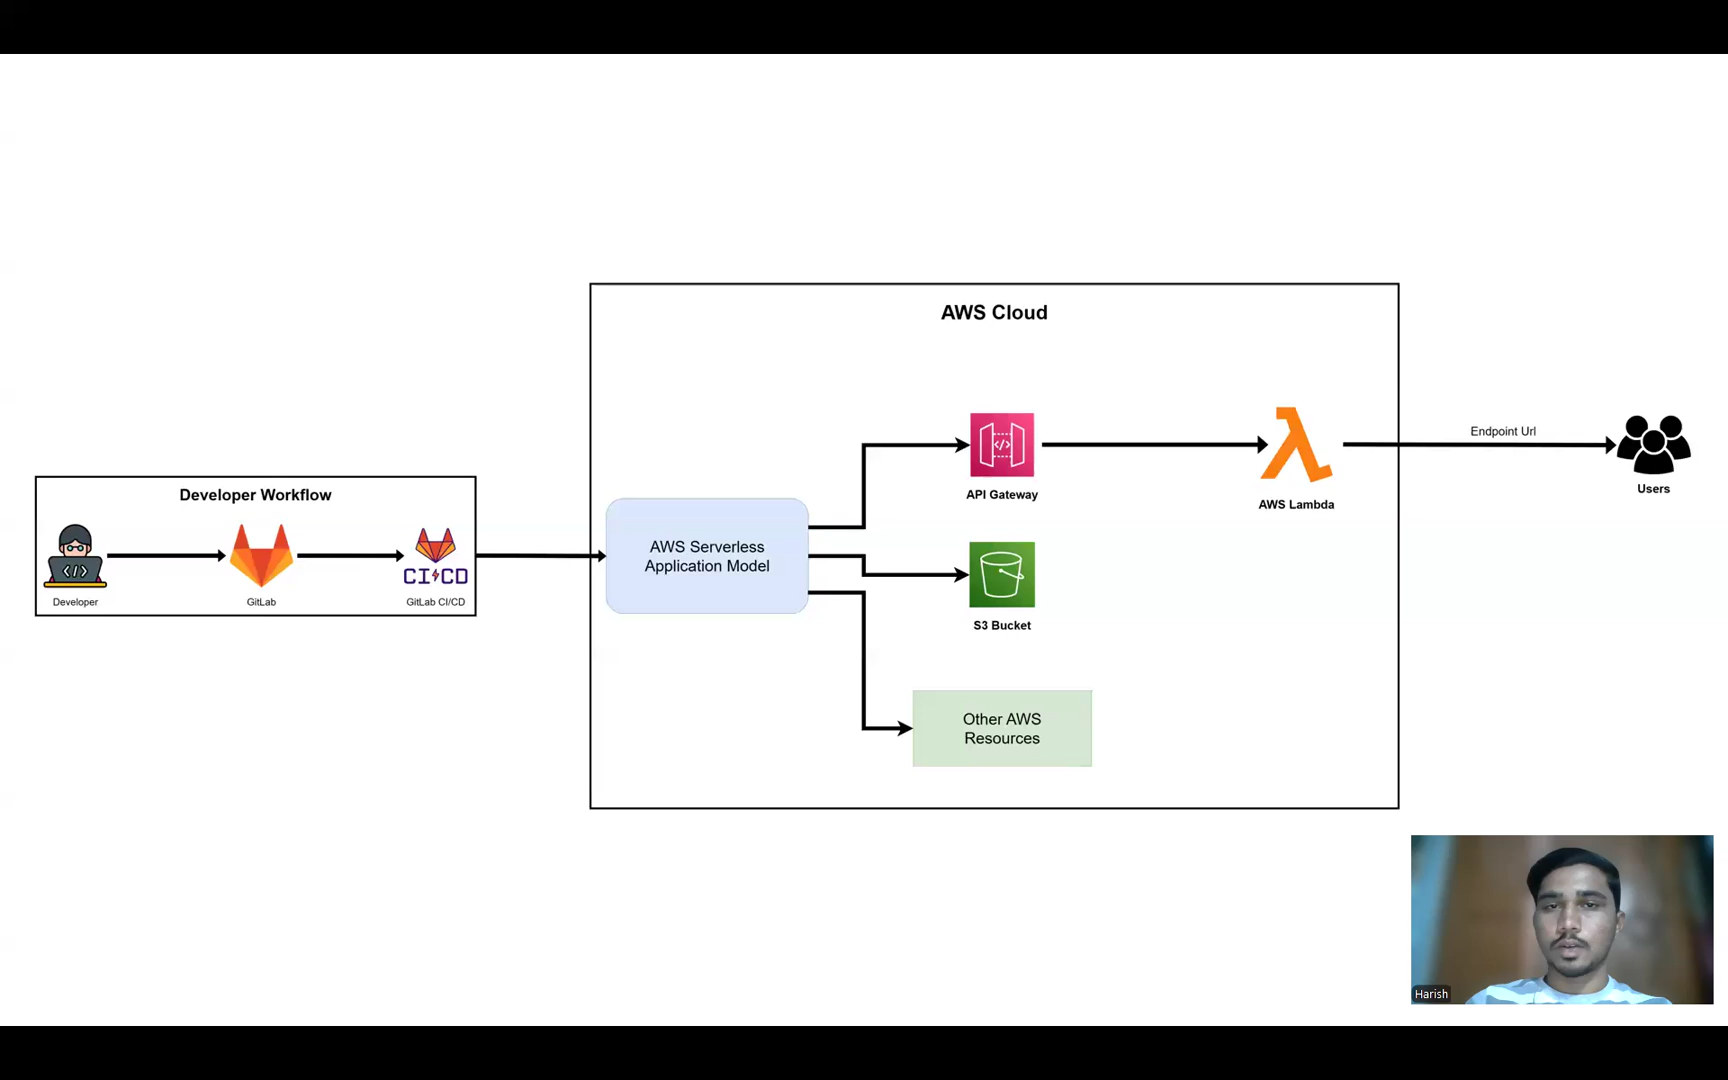 AWS Cloud
Developer Workflow
Developer
GitLab
CI/CD
GitLab CI/CD
AWS Serverless
Application Model
API Gateway
S3 Bucket
Other AWS
Resources
AWS Lambda
Endpoint Url
Users
Harish